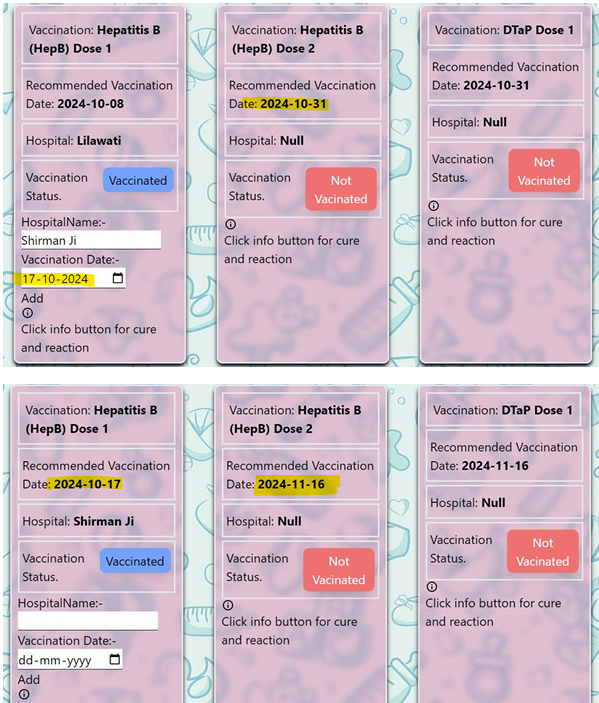 Vaccination: Hepatitis B
(HepB) Dose 1
Recommended Vaccination
Date: 2024-10-08
Hospital: Lilawati
Vaccination
Status.
Vaccinated
HospitalName:-
Shirman Ji
Vaccination Date:-
17-10-2024
Add
Click info button for cure
and reaction
Vaccination: Hepatitis B
(HepB) Dose 2
Recommended Vaccination
Date: 2024-10-31
Hospital: Null
Vaccination
Status.
Not
Vacinated
Click info button for cure
and reaction
Vaccination: DTaP Dose 1
Recommended Vaccination
Date: 2024-10-31
Hospital: Null
Vaccination
Status.
Not
Vacinated
Click info button for cure
and reaction
Vaccination: Hepatitis B
(HepB) Dose 1
Recommended Vaccination
Date: 2024-10-17
Hospital: Shirman Ji
Vaccination
Status.
Vaccinated
HospitalName:-
Vaccination Date:-
dd-mm-yyyy
Add
Vaccination: Hepatitis B
(HepB) Dose 2
Recommended Vaccination
Date: 2024-11-16
Hospital: Null
Vaccination
Status.
Not
Vacinated
Click info button for cure
and reaction
Vaccination: DTaP Dose 1
Recommended Vaccination
Date: 2024-11-16
Hospital: Null
Vaccination
Status.
Not
Vacinated
Click info button for cure
and reaction